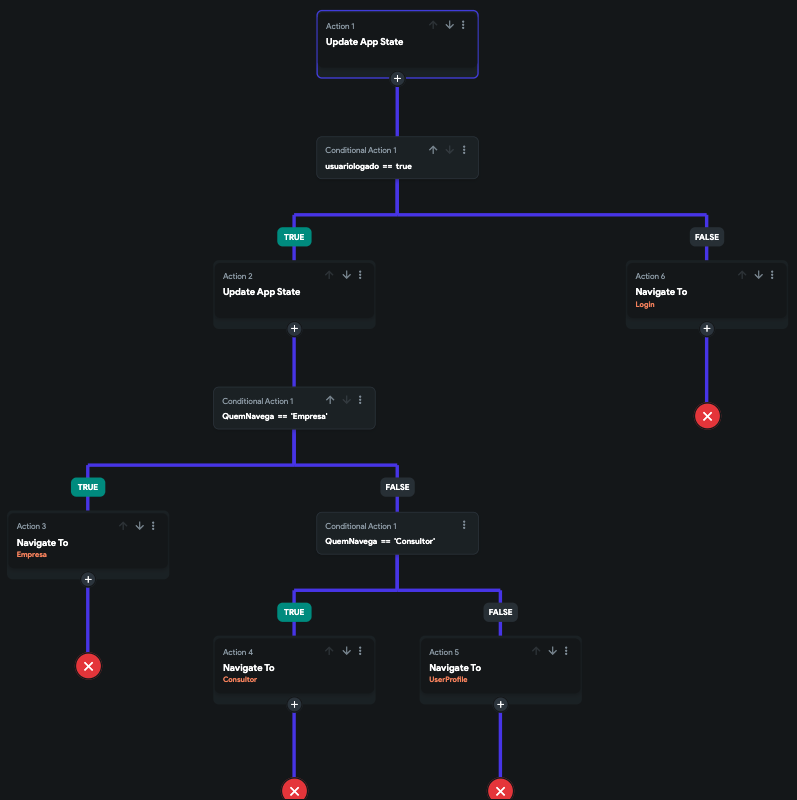 Action 1
Update App State
Conditional Action 1
usuariologado == true
TRUE
FALSE
Action 2
Update App State
Action 6
Navigate To
Login
Conditional Action 1
QuemNavega == 'Empresa'
TRUE
FALSE
Action 3
Navigate To
Empresa
Conditional Action 1
QuemNavega == 'Consultor'
TRUE
FALSE
Action 4
Navigate To
Consultor
Action 5
Navigate To
UserProfile